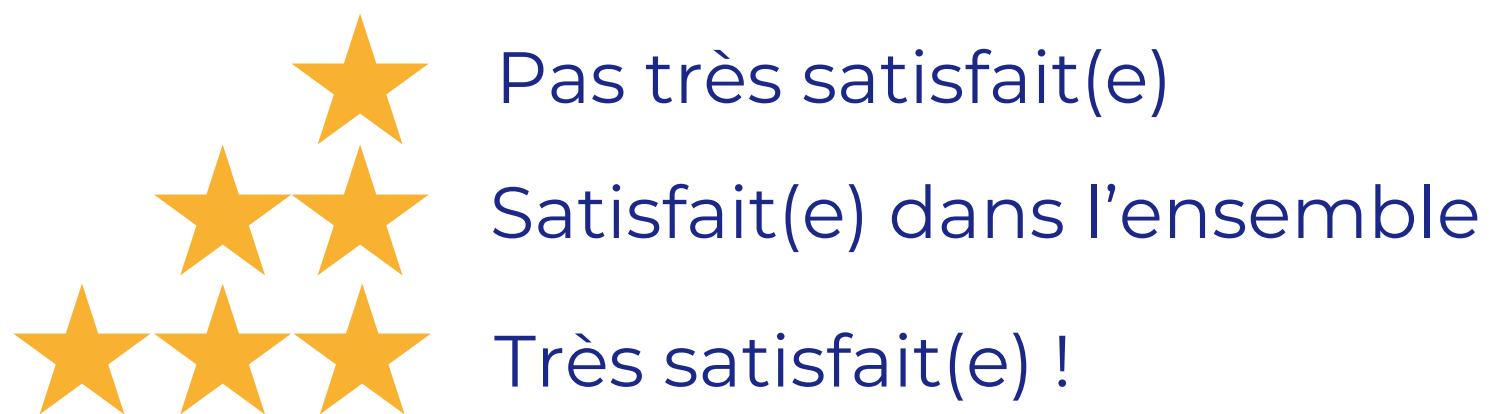 Pas très satisfait(e)
Satisfait(e) dans l’ensemble
Très satisfait(e) !